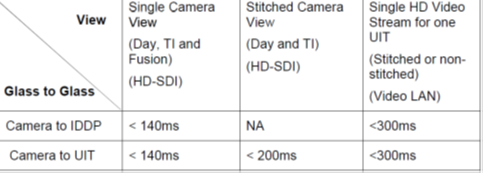 View
Glass to Glass
Single Camera
View
(Day, TI and
Fusion)
(HD-SDI)
Stitched Camera
View
(Day and TI)
(HD-SDI)
Single HD Video
Stream for one
UIT
(Stitched or non-
stitched)
(Video LAN)
Camera to IDDP < 140ms NA <300ms
Camera to UIT < 140ms < 200ms <300ms